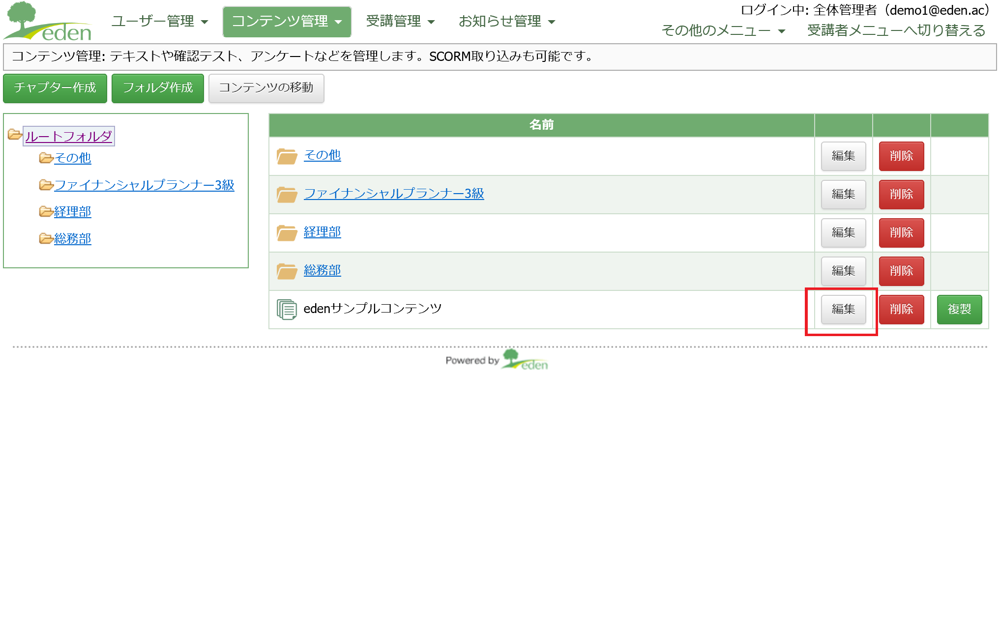 eden
ユーザー管理
コンテンツ管理
受講管理
お知らせ管理
ログイン中: 全体管理者（demo1@eden.ac）
その他のメニュー
受講者メニューへ切り替える
コンテンツ管理: テキストや確認テスト、アンケートなどを管理します。SCORM取り込みも可能です。
チャプター作成
フォルダ作成
コンテンツの移動
ルートフォルダ
その他
ファイナンシャルプランナー3級
経理部
総務部
名前
その他 編集 削除
ファイナンシャルプランナー3級 編集 削除
経理部 編集 削除
総務部 編集 削除
edenサンプルコンテンツ 編集 削除 複製
Powered by eden